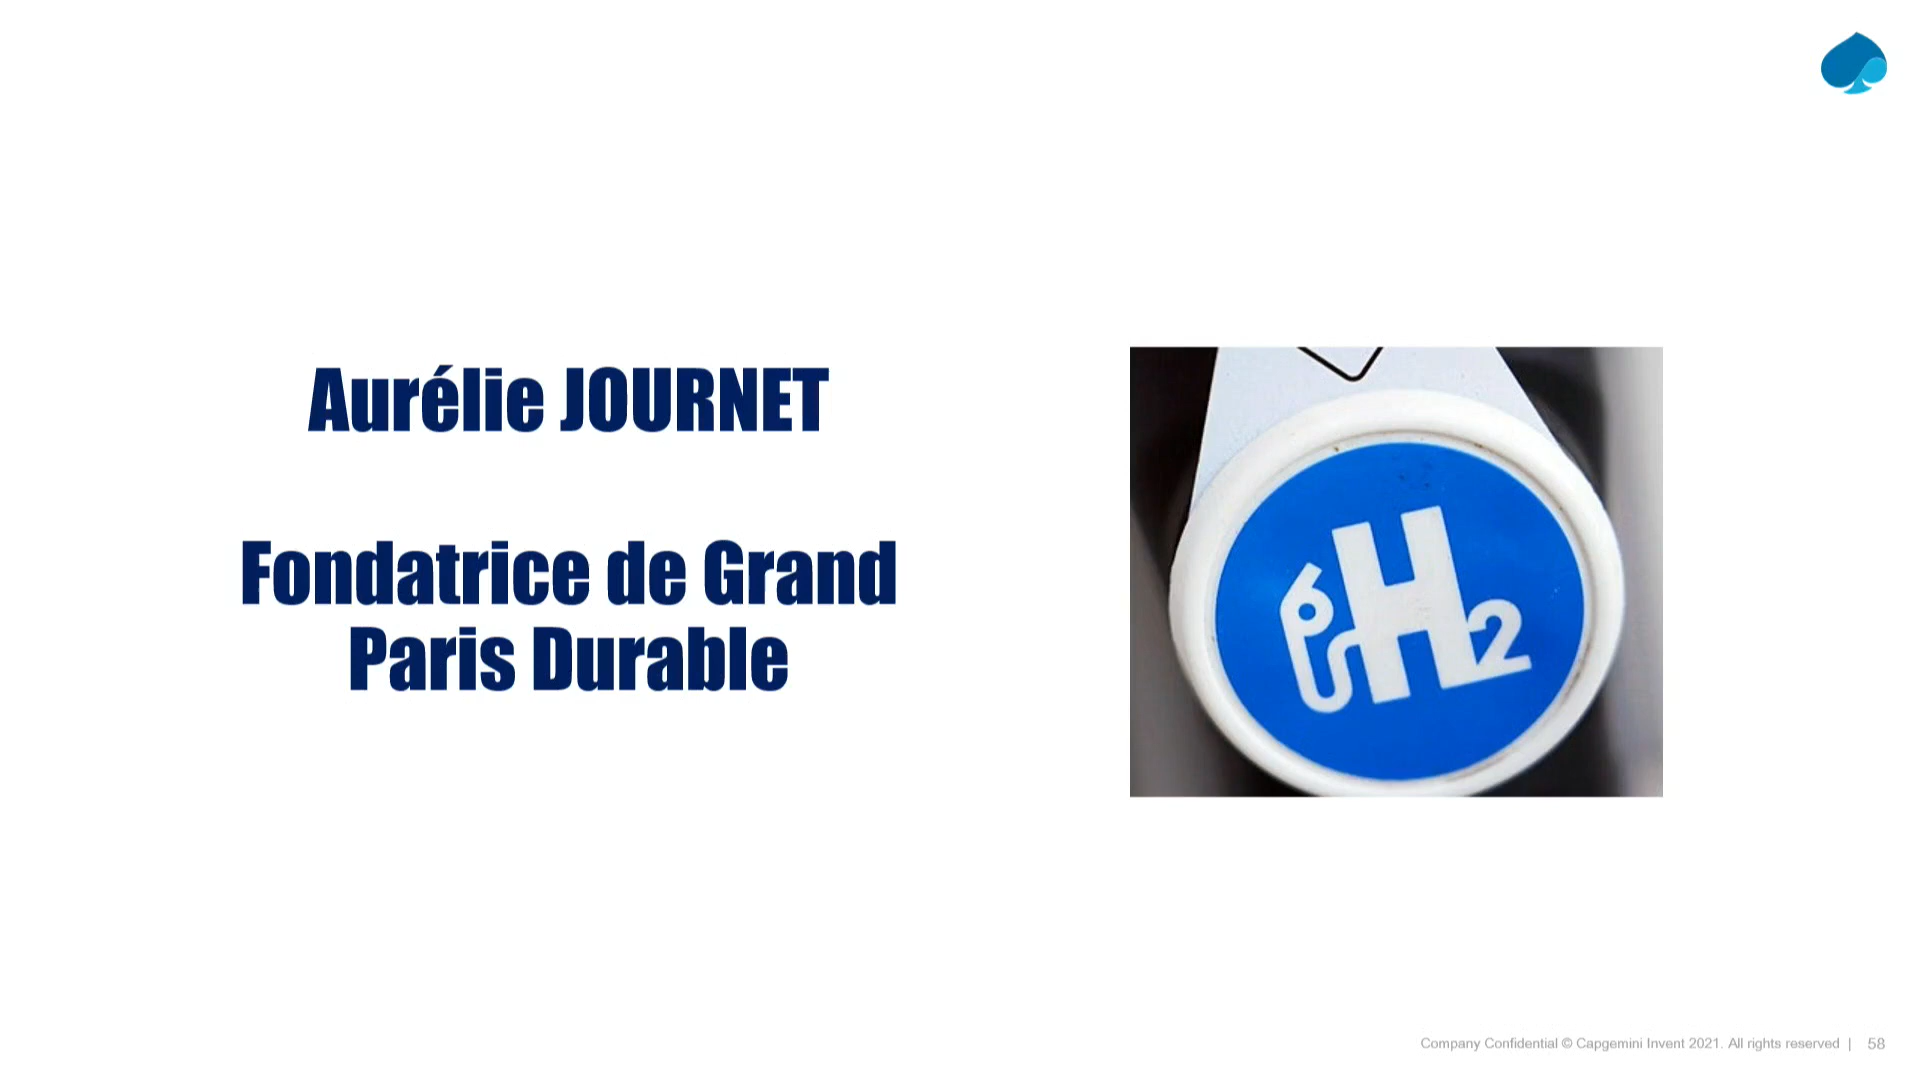 Aurélie JOURNET
Fondatrice de Grand
Paris Durable
H2
Company Confidential © Capgemini Invent 2021. All rights reserved | 58